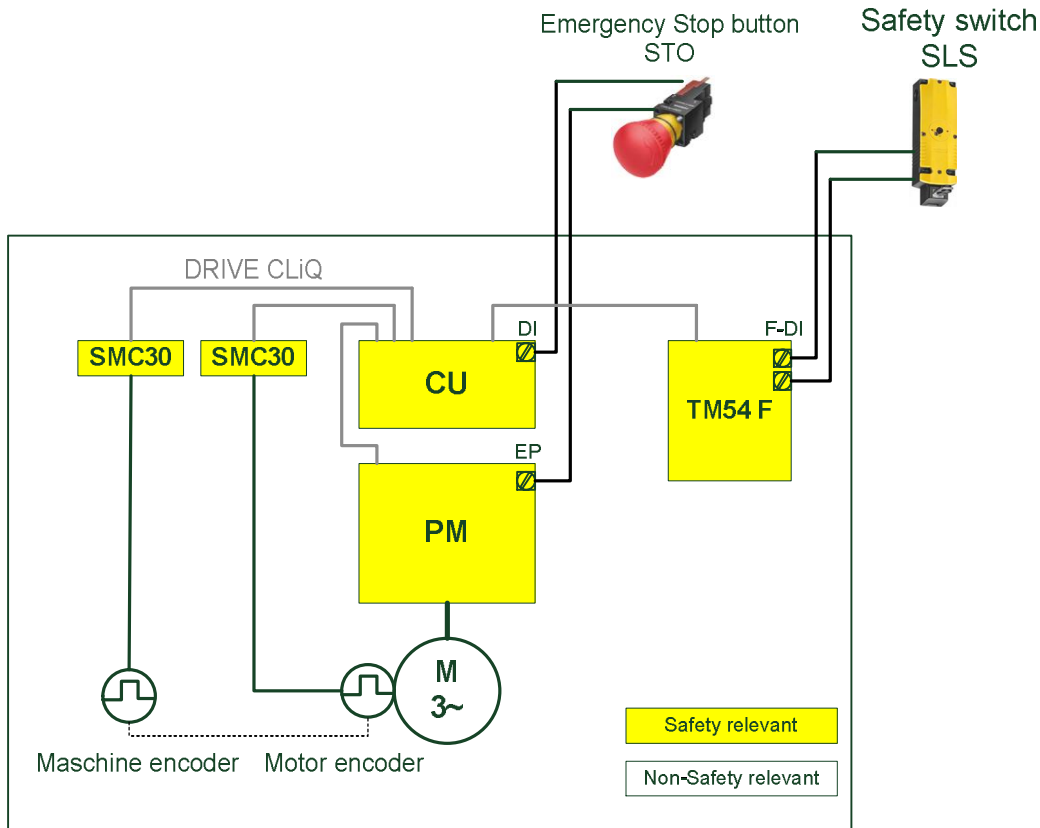 Emergency Stop button
STO
Safety switch
SLS
DRIVE CLiQ
DI
F-DI
SMC30
SMC30
CU
TM54 F
EP
PM
M
3~
Maschine encoder
Motor encoder
Safety relevant
Non-Safety relevant